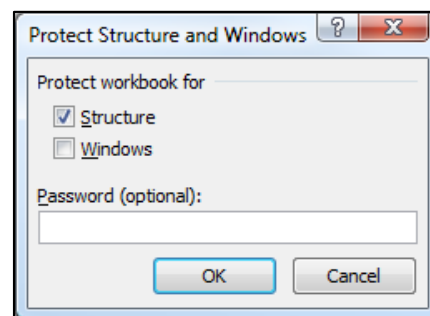 Protect Structure and Windows
Protect workbook for
Structure
Windows
Password (optional):
OK Cancel